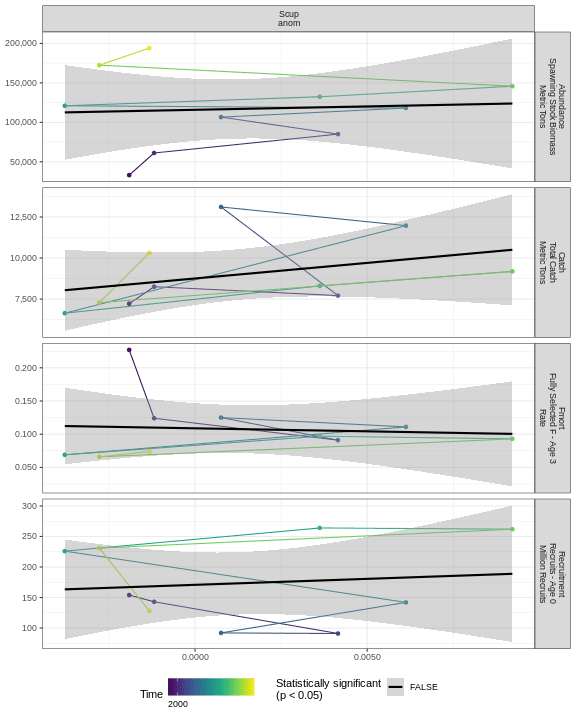 Scup
anom
200,000
150,000
100,000
50,000
Abundance
Spawning Stock Biomass
Metric Tons
12,500
10,000
7,500
Catch
Total Catch
Metric Tons
0.200
0.150
0.100
0.050
Fmort
Fully Selected F - Age 3
Rate
300
250
200
150
100
Recruitment
Recruits - Age 0
Million Recruits
0.0000 0.0050
Time
2000
Statistically significant
(p < 0.05)
FALSE